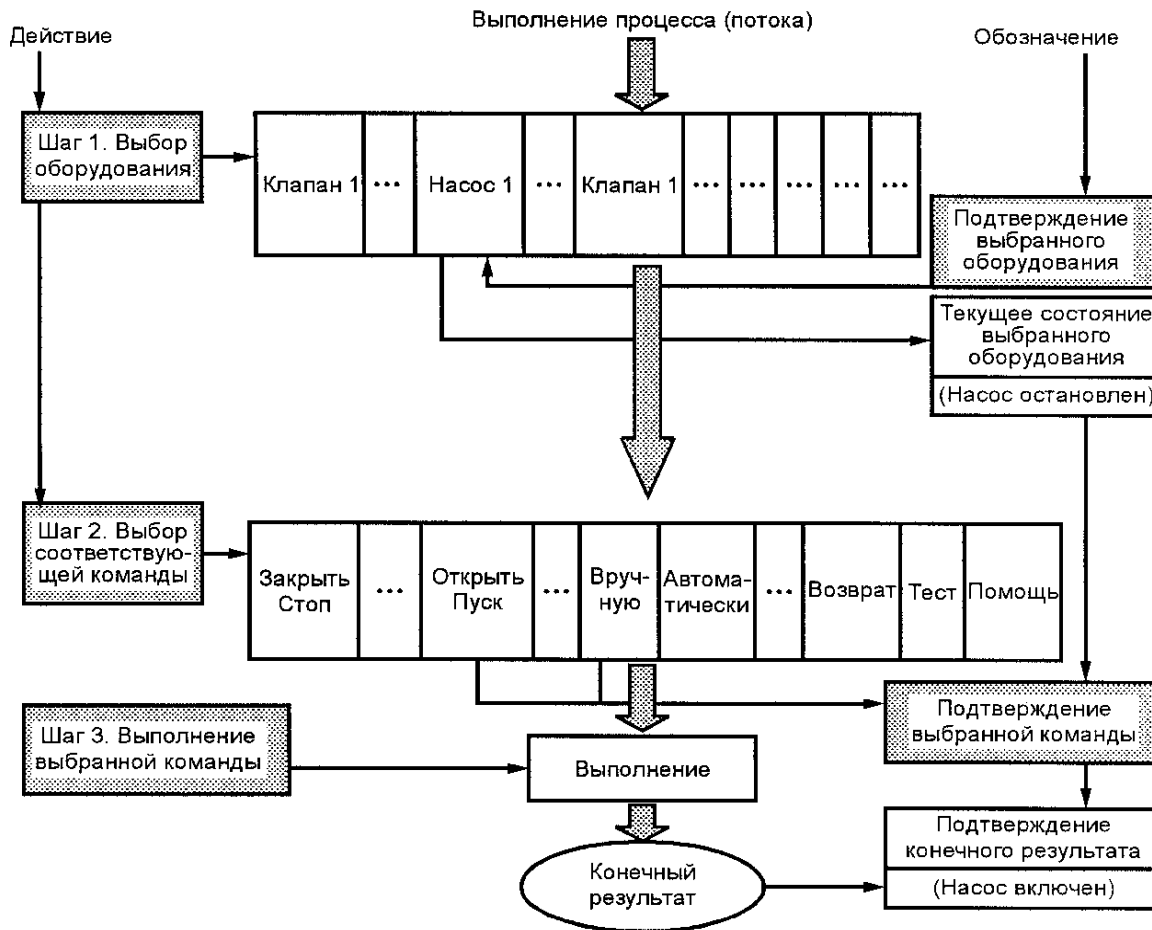 Выполнение процесса (потока)
Действие
Обозначение
Шаг 1. Выбор
оборудования
Клапан 1 ... Насос 1 ... Клапан 1 ... ... ... ... ...
Подтверждение
выбранного
оборудования
Текущее состояние
выбранного
оборудования
(Насос остановлен)
Шаг 2. Выбор
соответствую-
щей команды
Закрыть
Стоп
...
Открыть
Пуск
...
Вруч-
ную
Автома-
тически
...
Возврат
Тест
Помощь
Шаг 3. Выполнение
выбранной команды
Подтверждение
выбранной команды
Выполнение
Подтверждение
конечного результата
(Насос включен)
Конечный
результат